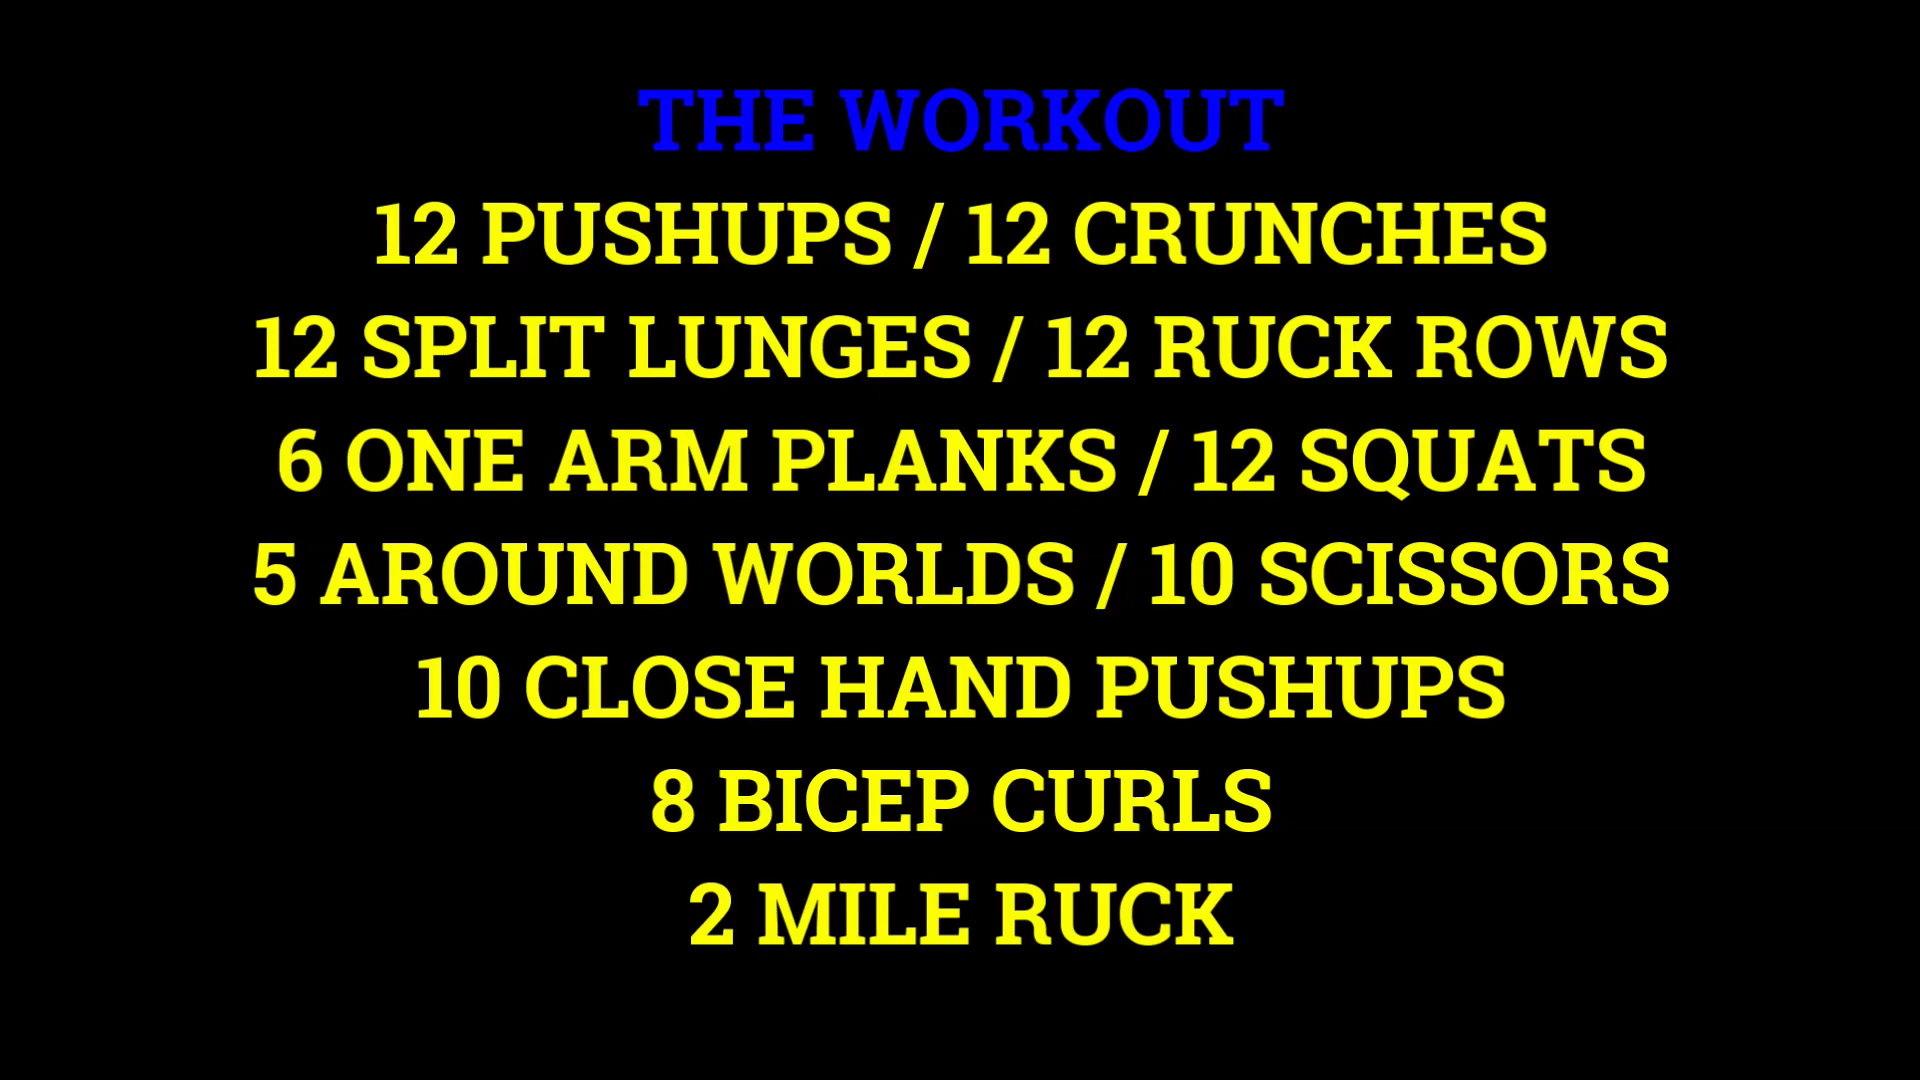 THE WORKOUT
12 PUSHUPS / 12 CRUNCHES
12 SPLIT LUNGES / 12 RUCK ROWS
6 ONE ARM PLANKS / 12 SQUATS
5 AROUND WORLDS / 10 SCISSORS
10 CLOSE HAND PUSHUPS
8 BICEP CURLS
2 MILE RUCK